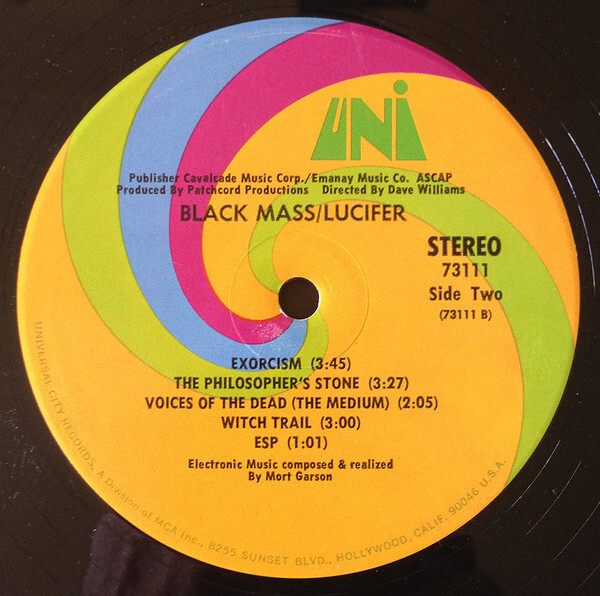 UNi
Publisher Cavalcade Music Corp./Emanay Music Co. ASCAP
Produced By Patchcord Productions Directed By Dave Williams
BLACK MASS/LUCIFER
STEREO
73111
Side Two
(73111 B)
EXORCISM (3:45)
THE PHILOSOPHER'S STONE (3:27)
VOICES OF THE DEAD (THE MEDIUM) (2:05)
WITCH TRAIL (3:00)
ESP (1:01)
Electronic Music composed & realized
By Mort Garson
UNIVERSAL CITY RECORDS, A Division of MCA Inc., 8255 SUNSET BLVD., HOLLYWOOD, CALIF. 90046 U.S.A.